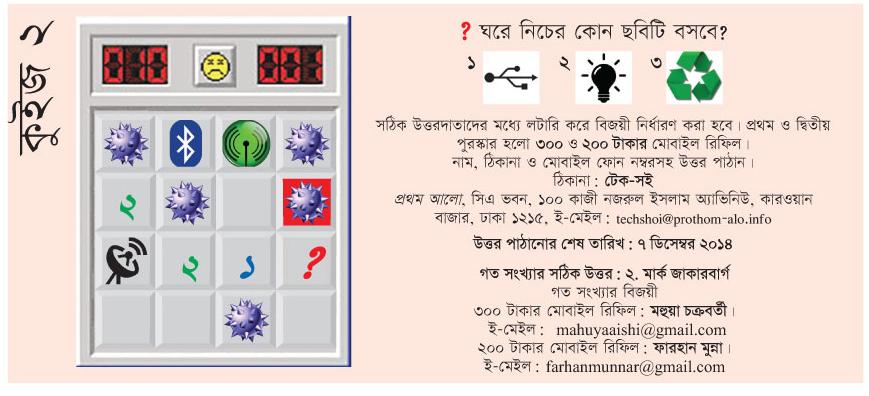 কুইজ ২
? ঘরে নিচের কোন ছবিটি বসবে?
১ ২ ৩
সঠিক উত্তরদাতাদের মধ্যে লটারি করে বিজয়ী নির্ধারণ করা হবে। প্রথম ও দ্বিতীয়
পুরস্কার হলো ৩০০ ও ২০০ টাকার মোবাইল রিফিল।
নাম, ঠিকানা ও মোবাইল ফোন নম্বরসহ উত্তর পাঠান।
ঠিকানা : টেক-সই
প্রথম আলো, সিএ ভবন, ১০০ কাজী নজরুল ইসলাম অ্যাভিনিউ, কারওয়ান
বাজার, ঢাকা ১২১৫, ই-মেইল : techshoi@prothom-alo.info
উত্তর পাঠানোর শেষ তারিখ : ৭ ডিসেম্বর ২০১৪
গত সংখ্যার সঠিক উত্তর : ২. মার্ক জাকারবার্গ
গত সংখ্যার বিজয়ী
৩০০ টাকার মোবাইল রিফিল : মহুয়া চক্রবর্তী।
ই-মেইল : mahuyaaishi@gmail.com
২০০ টাকার মোবাইল রিফিল : ফারহান মুন্না।
ই-মেইল : farhanmunnar@gmail.com
২
২ ১ ?